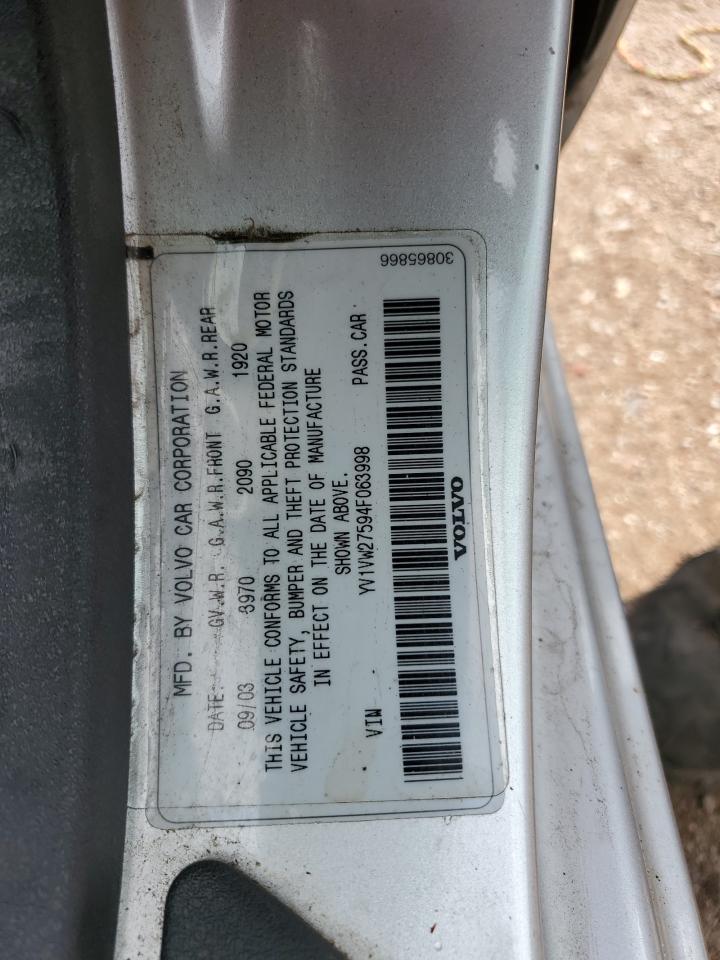 MFD. BY VOLVO CAR CORPORATION
DATE: GV.W.R. G.A.W.R.FRONT G.A.W.R.REAR
09/03 3970 2090 1920
THIS VEHICLE CONFORMS TO ALL APPLICABLE FEDERAL MOTOR
VEHICLE SAFETY, BUMPER AND THEFT PROTECTION STANDARDS
IN EFFECT ON THE DATE OF MANUFACTURE
SHOWN ABOVE.
VIN YV1VW27594F063998 PASS.CAR
VOLVO
30865866